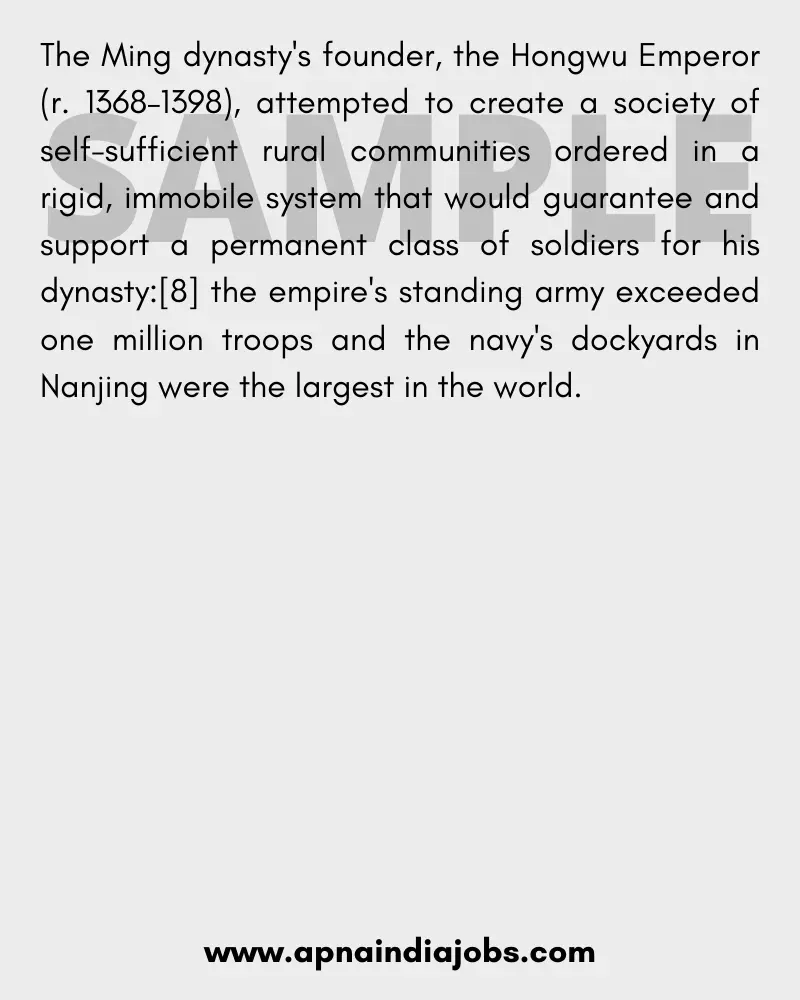 The Ming dynasty's founder, the Hongwu Emperor
(r. 1368–1398), attempted to create a society of
SAMPLE
self-sufficient rural communities ordered in a
rigid, immobile system that would guarantee and
support a permanent class of soldiers for his
dynasty:[8] the empire's standing army exceeded
one million troops and the navy's dockyards in
Nanjing were the largest in the world.
www.apnaindiajobs.com